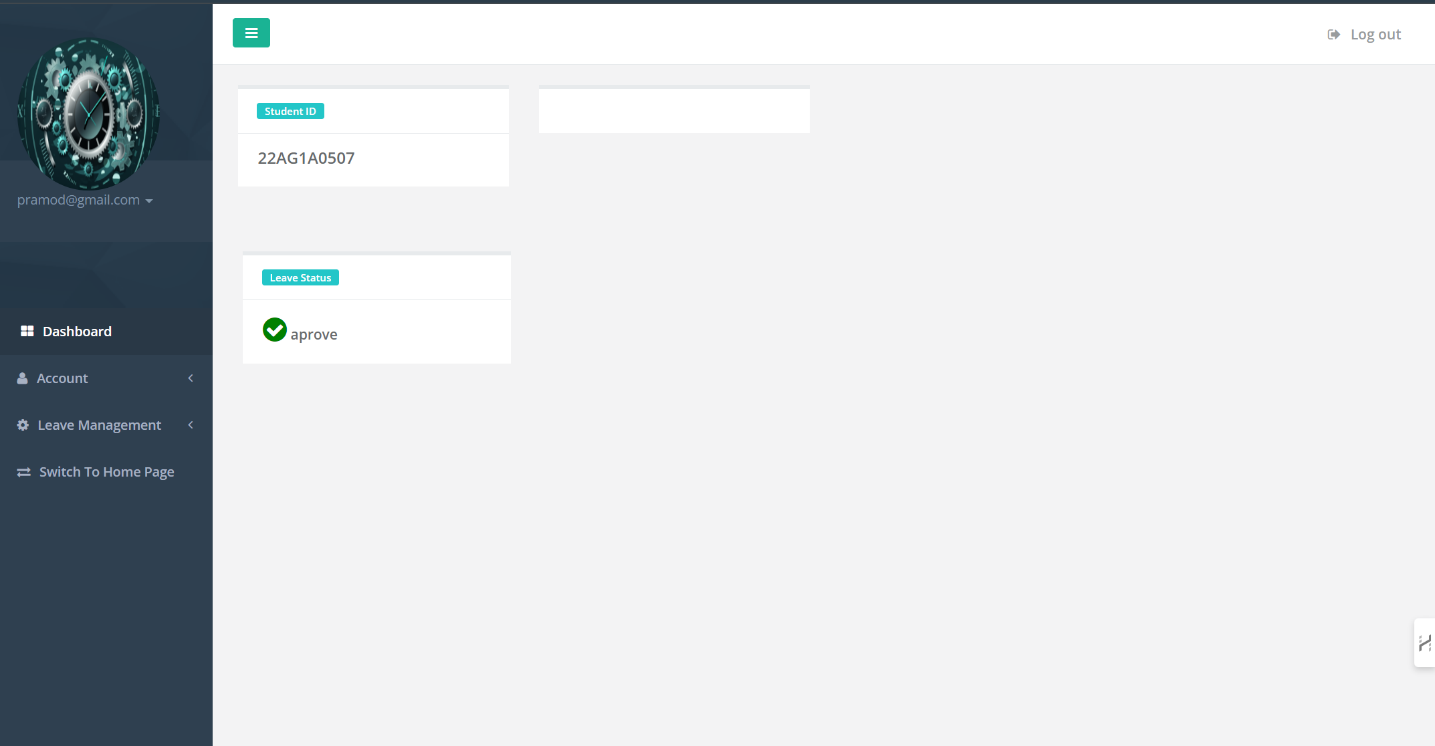 Log out
Student ID
22AG1A0507
pramod@gmail.com
Leave Status
aprove
Dashboard
Account
Leave Management
Switch To Home Page